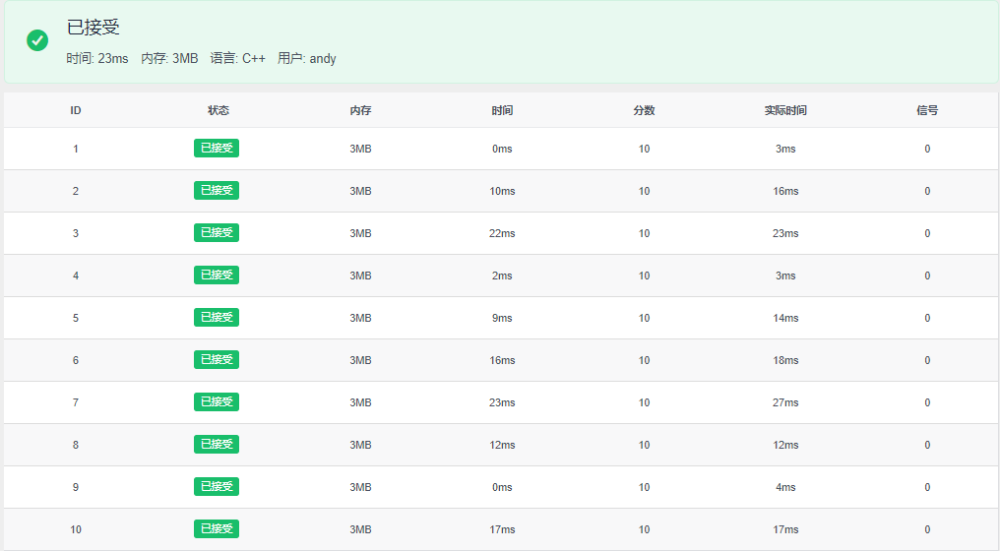 已接受
时间: 23ms 内存: 3MB 语言: C++ 用户: andy
ID 状态 内存 时间 分数 实际时间 信号
1 已接受 3MB 0ms 10 3ms 0
2 已接受 3MB 10ms 10 16ms 0
3 已接受 3MB 22ms 10 23ms 0
4 已接受 3MB 2ms 10 3ms 0
5 已接受 3MB 9ms 10 14ms 0
6 已接受 3MB 16ms 10 18ms 0
7 已接受 3MB 23ms 10 27ms 0
8 已接受 3MB 12ms 10 12ms 0
9 已接受 3MB 0ms 10 4ms 0
10 已接受 3MB 17ms 10 17ms 0